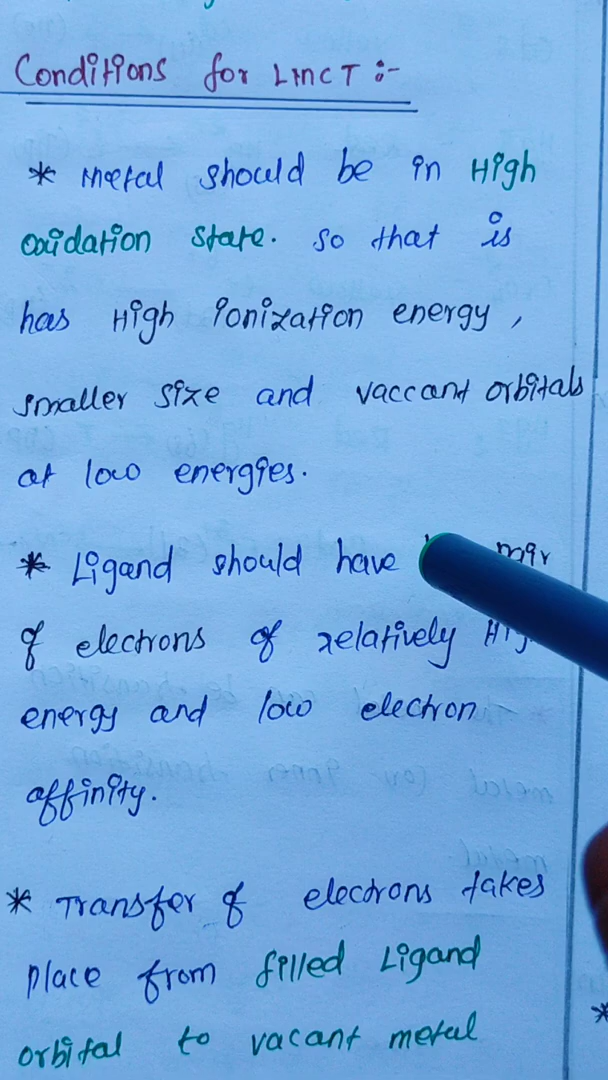 Conditions for LMCT :-
* Metal should be in High
oxidation state. so that is
has High ionization energy,
smaller size and vaccant orbitals
at low energies.
* Ligand should have
of electrons of relatively
energy and low electron
affinity.
* Transfer of electrons takes
place from filled Ligand
orbital to vacant metal
*